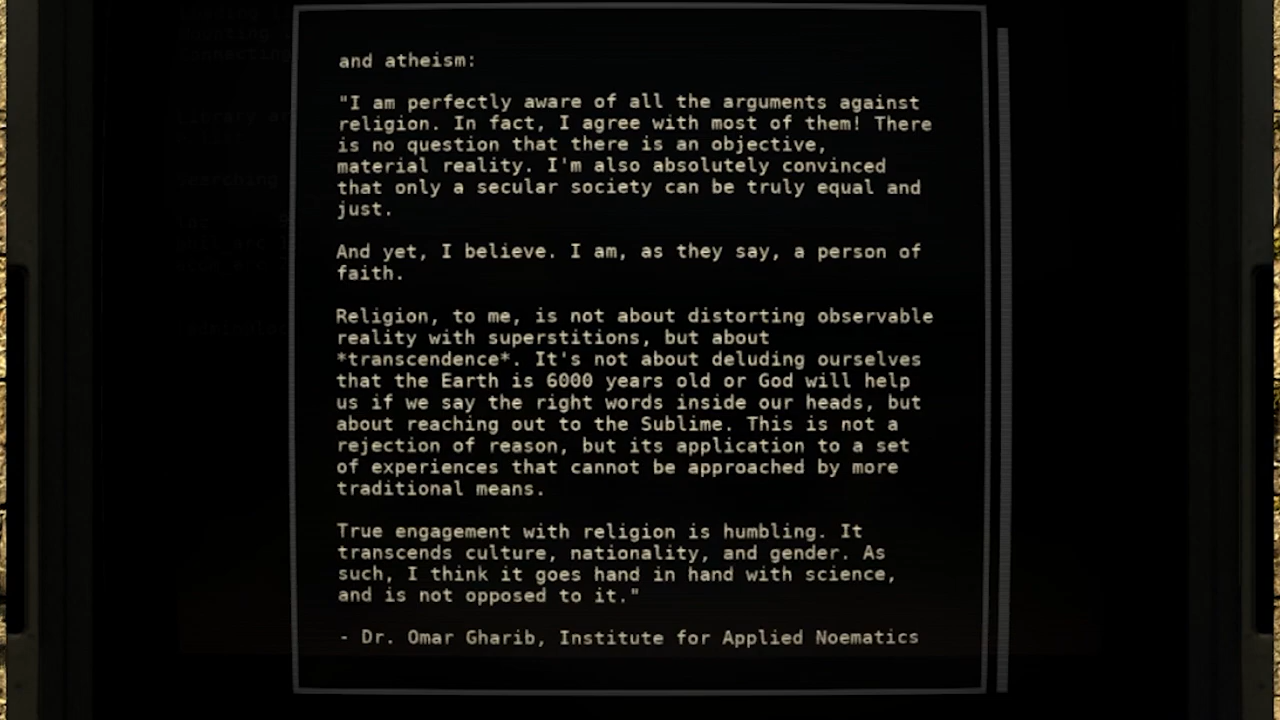 and atheism:
"I am perfectly aware of all the arguments against
religion. In fact, I agree with most of them! There
is no question that there is an objective,
material reality. I'm also absolutely convinced
that only a secular society can be truly equal and
just.
And yet, I believe. I am, as they say, a person of
faith.
Religion, to me, is not about distorting observable
reality with superstitions, but about
*transcendence*. It's not about deluding ourselves
that the Earth is 6000 years old or God will help
us if we say the right words inside our heads, but
about reaching out to the Sublime. This is not a
rejection of reason, but its application to a set
of experiences that cannot be approached by more
traditional means.
True engagement with religion is humbling. It
transcends culture, nationality, and gender. As
such, I think it goes hand in hand with science,
and is not opposed to it."
- Dr. Omar Gharib, Institute for Applied Noematics